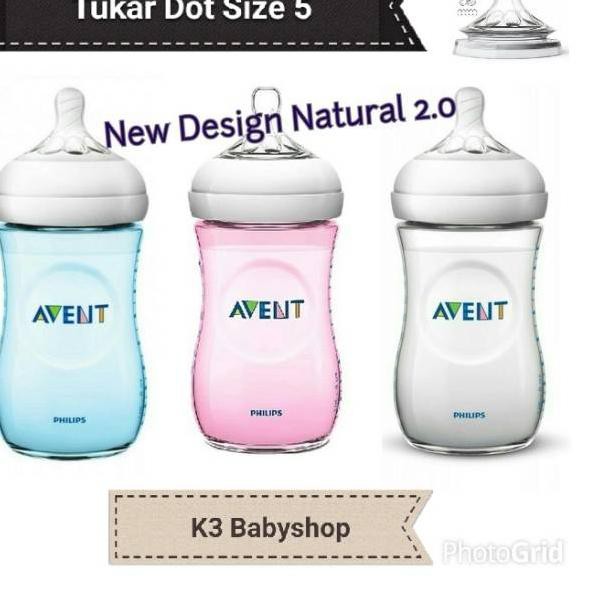 Tukar Dot Size 5
New Design Natural 2.0
AVENT
AVENT
AVENT
PHILIPS
PHILIPS
PHILIPS
K3 Babyshop
PhotoGrid